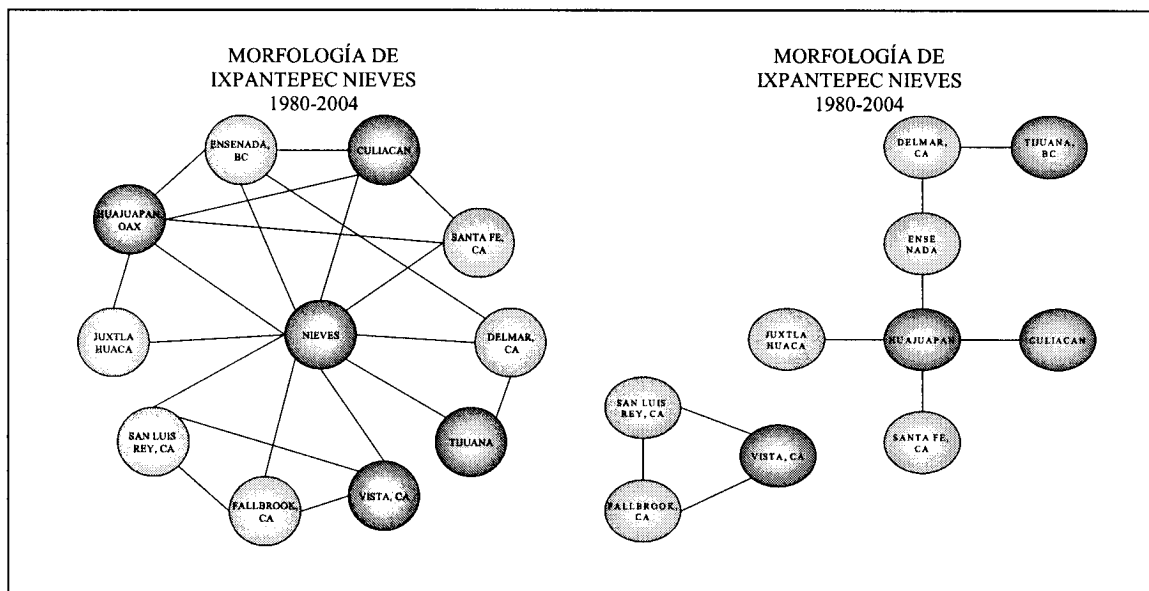 MORFOLOGÍA DE
IXPANTEPEC NIEVES
1980-2004
ENSENADA,
BC
CULIACAN
HUAJUAPAN,
OAX
SANTA FE,
CA
NIEVES
JUXTLA
HUACA
DELMAR,
CA
SAN LUIS
REY, CA
TIJUANA
VISTA, CA
FALLBROOK,
CA
MORFOLOGÍA DE
IXPANTEPEC NIEVES
1980-2004
DELMAR,
CA
TIJUANA,
BC
ENSE
NADA
JUXTLA
HUACA
HUAJUAPAN
CULIACAN
SAN LUIS
REY, CA
SANTA FE,
CA
VISTA, CA
FALLBROOK,
CA